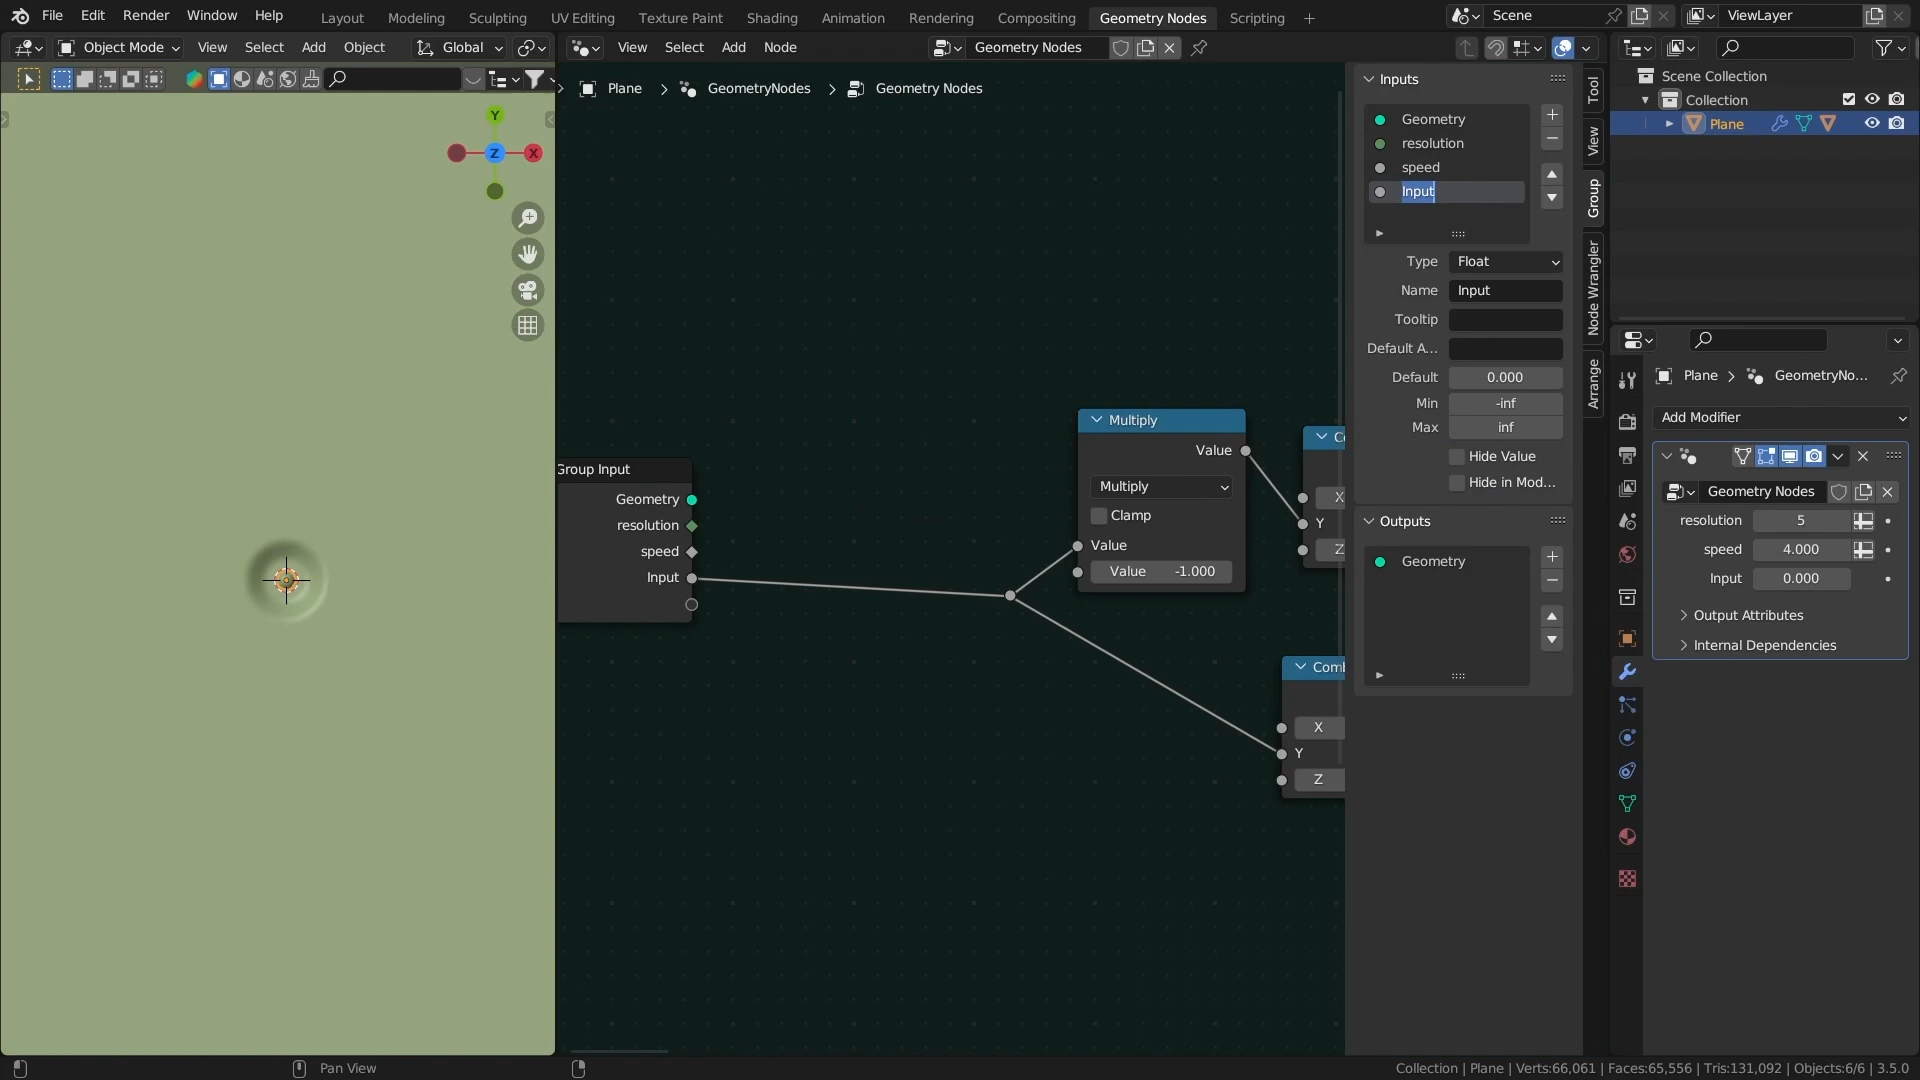 File Edit Render Window Help
Layout Modeling Sculpting UV Editing Texture Paint Shading Animation Rendering Compositing Geometry Nodes Scripting
Scene
ViewLayer
Object Mode View Select Add Object Global
View Select Add Node
Geometry Nodes
Plane GeometryNodes Geometry Nodes
Y
Z
X
Group Input
Geometry
resolution
speed
Input
Multiply
Value
Multiply
Clamp
Value
Value -1.000
Y
Z
Comb
X
Y
Z
Inputs
Geometry
resolution
speed
Input
Type Float
Name Input
Tooltip
Default A...
Default 0.000
Min -inf
Max inf
Hide Value
Hide in Mod...
Outputs
Geometry
Tool
View
Group
Node Wrangler
Arrange
Scene Collection
Collection
Plane
Plane GeometryNo...
Add Modifier
Geometry Nodes
resolution 5
speed 4.000
Input 0.000
Output Attributes
Internal Dependencies
Pan View
Collection | Plane | Verts:66,061 | Faces:65,556 | Tris:131,092 | Objects:6/6 | 3.5.0